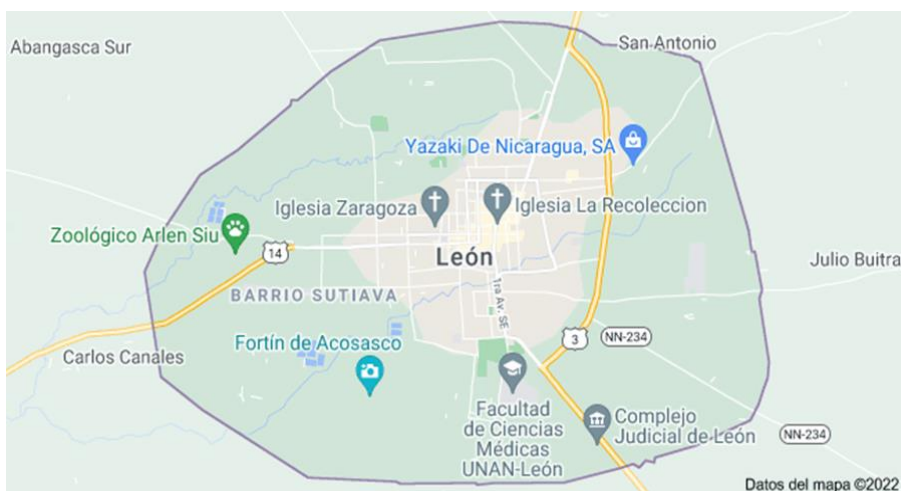 Abangasca Sur
San Antonio
Yazaki De Nicaragua, SA
Iglesia Zaragoza
Iglesia La Recoleccion
Zoológico Arlen Siu
14
León
Julio Buitra
BARRIO SUTIAVA
1ra Av. SE
Fortín de Acosasco
3
NN-234
Carlos Canales
Facultad
de Ciencias
Médicas
UNAN-León
Complejo
Judicial de León
NN-234
Datos del mapa ©2022